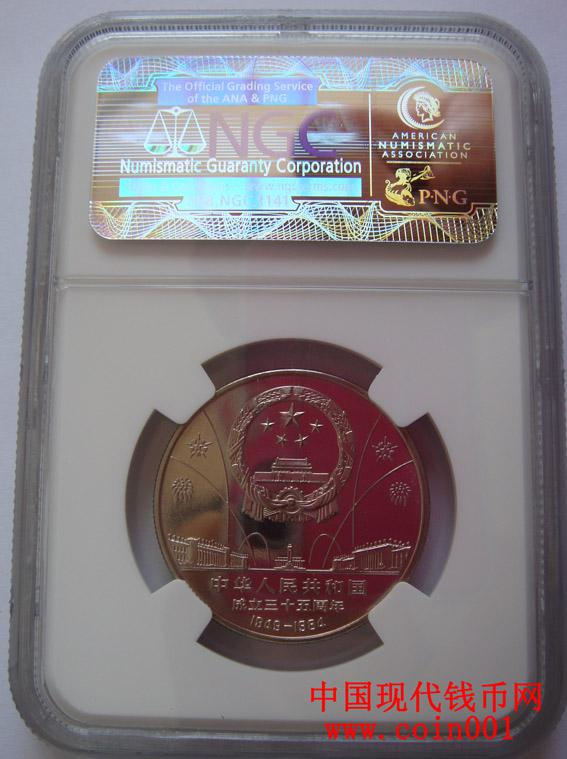 The Official Grading Service
of the ANA & PNG
NGC
Numismatic Guaranty Corporation
AMERICAN
NUMISMATIC
ASSOCIATION
P·N·G
中华人民共和国
成立三十五周年
1949-1984
中国现代钱币网
www.coin001